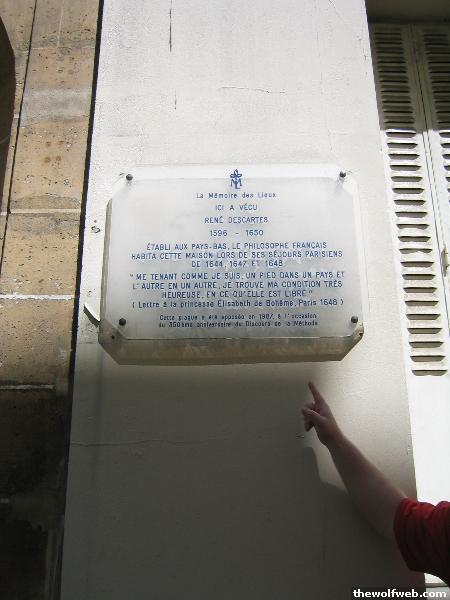 La Mémoire des Lieux
ICI A VÉCU
RENÉ DESCARTES
1596 - 1650
ÉTABLI AUX PAYS-BAS, LE PHILOSOPHE FRANÇAIS
HABITA CETTE MAISON LORS DE SES SÉJOURS PARISIENS
DE 1644, 1647 ET 1648
" ME TENANT COMME JE SUIS, UN PIED DANS UN PAYS ET
L'AUTRE EN UN AUTRE, JE TROUVE MA CONDITION TRÈS
HEUREUSE, EN CE QU'ELLE EST LIBRE "
( Lettre à la princesse Elisabeth de Bohème, Paris 1648 )
Cette plaque a été apposée en 1987, à l'occasion
du 350ème anniversaire du Discours de la Méthode
thewolfweb.com